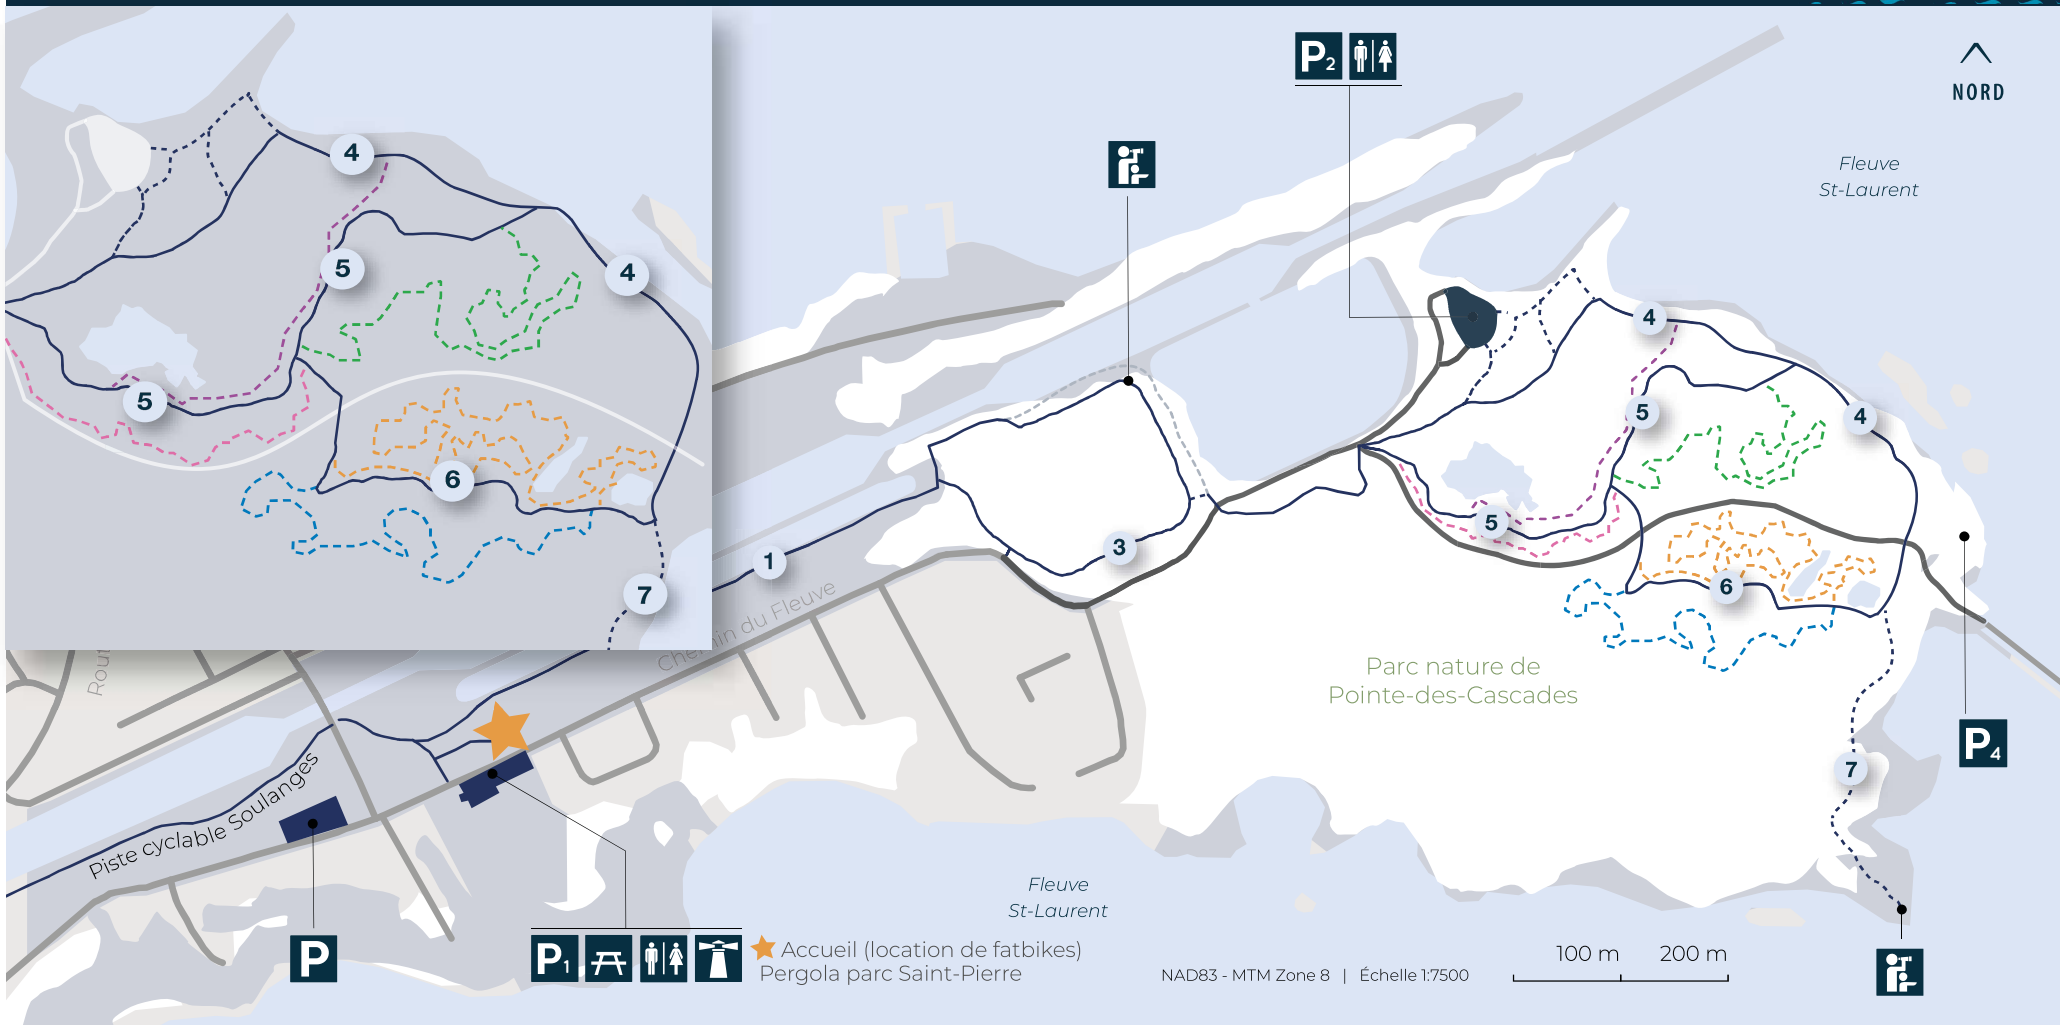 P2
NORD
Fleuve
St-Laurent
4
5
4
5
6
7
4
5
4
5
6
7
1
3
Chemin du Fleuve
Rout
Parc nature de
Pointe-des-Cascades
P4
Piste cyclable Soulanges
Fleuve
St-Laurent
P
P1
Accueil (location de fatbikes)
Pergola parc Saint-Pierre
NAD83 - MTM Zone 8 | Échelle 1:7500
100 m 200 m